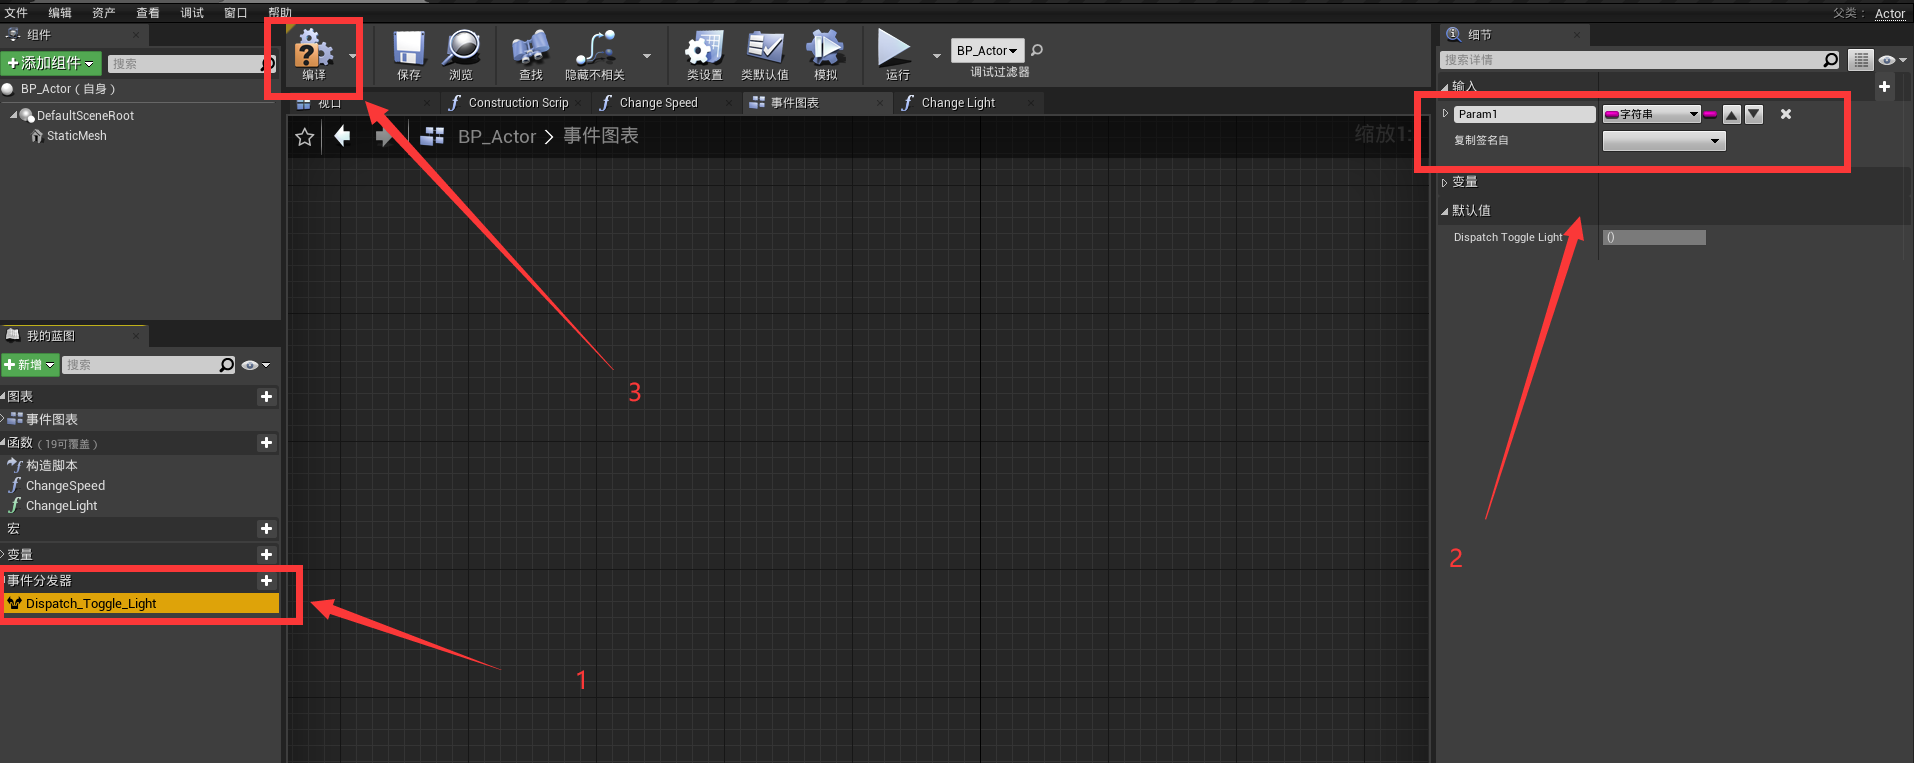 文件 编辑 资产 查看 调试 窗口 帮助
父类： Actor
组件
添加组件
搜索
BP_Actor（自身）
DefaultSceneRoot
StaticMesh
编译
保存
浏览
查找
隐藏不相关
类设置
类默认值
模拟
运行
BP_Actor
调试过滤器
视口
Construction Scrip
Change Speed
事件图表
Change Light
BP_Actor > 事件图表
缩放1:
3
1
2
我的蓝图
新增
搜索
图表
事件图表
函数（19可覆盖）
构造脚本
ChangeSpeed
ChangeLight
宏
变量
事件分发器
Dispatch_Toggle_Light
细节
搜索详情
输入
Param1 字符串
复制签名自
变量
默认值
Dispatch Toggle Light ()